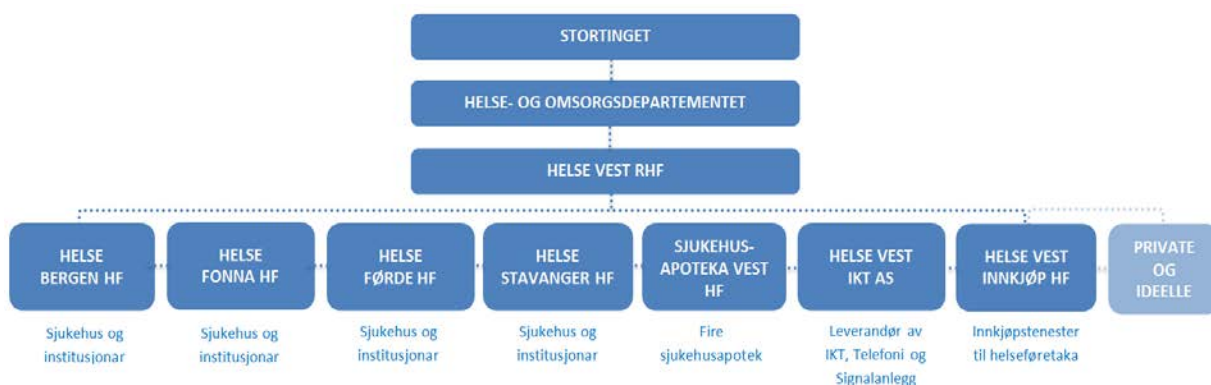 STORTINGET
HELSE- OG OMSORGSDEPARTEMENTET
HELSE VEST RHF
HELSE
BERGEN HF
HELSE
FONNA HF
HELSE
FØRDE HF
HELSE
STAVANGER HF
SJUKEHUS-
APOTEKA VEST
HF
HELSE VEST
IKT AS
HELSE VEST
INNKJØP HF
PRIVATE
OG
IDEELLE
Sjukehus og
institusjonar
Sjukehus og
institusjonar
Sjukehus og
institusjonar
Sjukehus og
institusjonar
Fire
sjukehusapotek
Leverandør av
IKT, Telefoni og
Signalanlegg
Innkjøpstenester
til helseføretaka